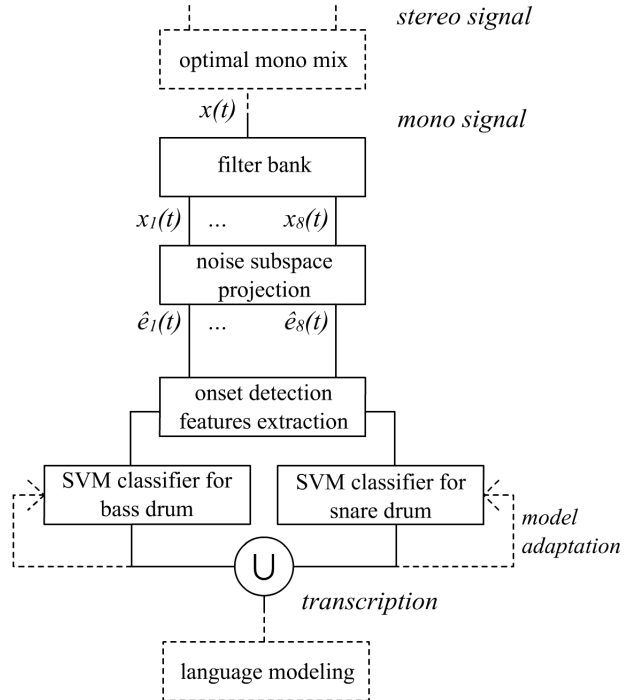 stereo signal
optimal mono mix
x(t)
mono signal
filter bank
x₁(t) ... x₈(t)
noise subspace
projection
ê₁(t) ... ê₈(t)
onset detection
features extraction
SVM classifier for
bass drum
SVM classifier for
snare drum
model
adaptation
U
transcription
language modeling